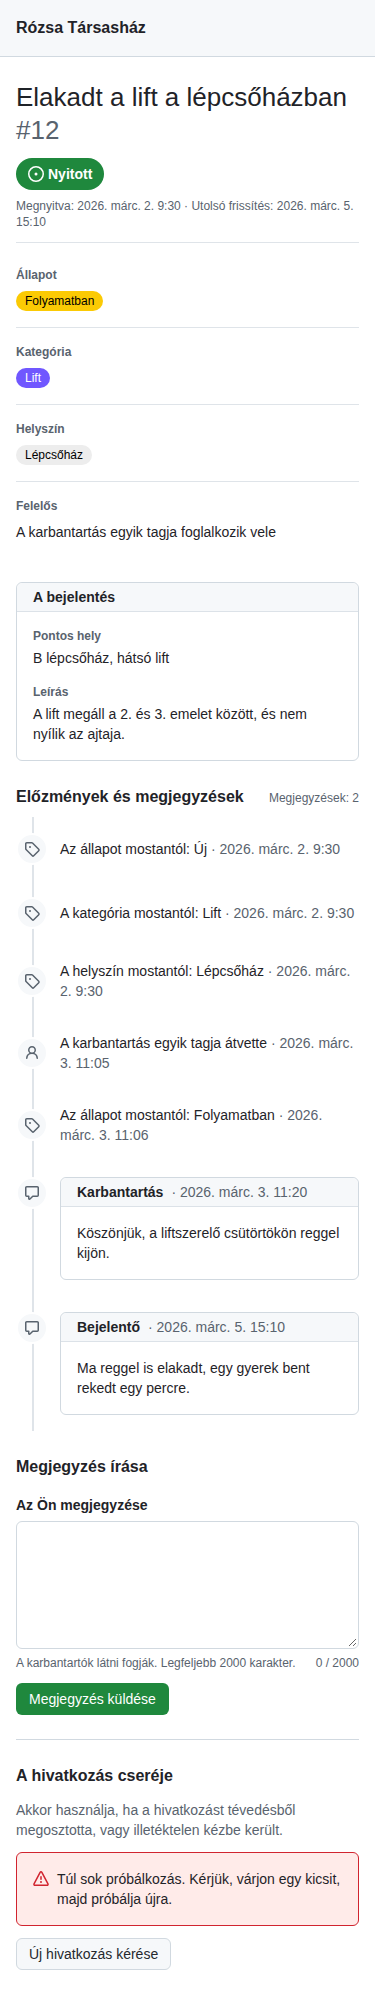 Rózsa Társasház
Elakadt a lift a lépcsőházban
#12
Nyitott
Megnyitva: 2026. márc. 2. 9:30 · Utolsó frissítés: 2026. márc. 5.
15:10
Állapot
Folyamatban
Kategória
Lift
Helyszín
Lépcsőház
Felelős
A karbantartás egyik tagja foglalkozik vele
A bejelentés
Pontos hely
B lépcsőház, hátsó lift
Leírás
A lift megáll a 2. és 3. emelet között, és nem
nyílik az ajtaja.
Előzmények és megjegyzések
Megjegyzések: 2
Az állapot mostantól: Új · 2026. márc. 2. 9:30
A kategória mostantól: Lift · 2026. márc. 2. 9:30
A helyszín mostantól: Lépcsőház · 2026. márc.
2. 9:30
A karbantartás egyik tagja átvette · 2026. márc.
3. 11:05
Az állapot mostantól: Folyamatban · 2026.
márc. 3. 11:06
Karbantartás · 2026. márc. 3. 11:20
Köszönjük, a liftszerelő csütörtökön reggel
kijön.
Bejelentő · 2026. márc. 5. 15:10
Ma reggel is elakadt, egy gyerek bent
rekedt egy percre.
Megjegyzés írása
Az Ön megjegyzése
A karbantartók látni fogják. Legfeljebb 2000 karakter.
0 / 2000
Megjegyzés küldése
A hivatkozás cseréje
Akkor használja, ha a hivatkozást tévedésből
megosztotta, vagy illetéktelen kézbe került.
Túl sok próbálkozás. Kérjük, várjon egy kicsit,
majd próbálja újra.
Új hivatkozás kérése